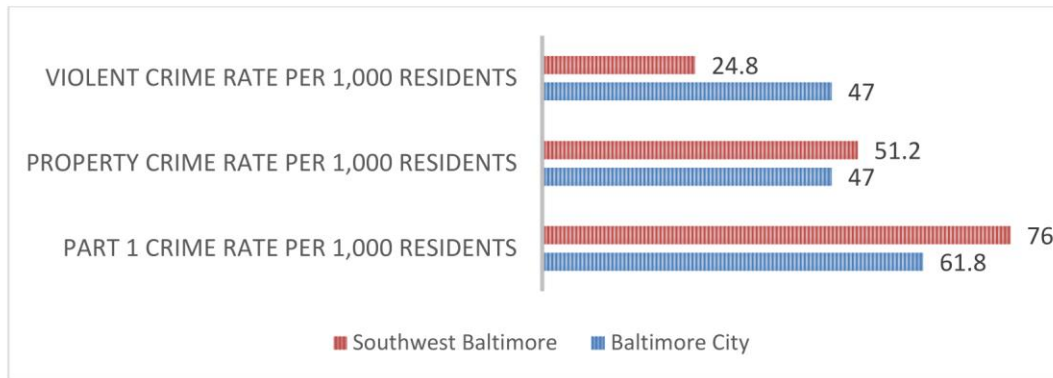 VIOLENT CRIME RATE PER 1,000 RESIDENTS
24.8
47
PROPERTY CRIME RATE PER 1,000 RESIDENTS
51.2
47
PART 1 CRIME RATE PER 1,000 RESIDENTS
76
61.8
Southwest Baltimore
Baltimore City